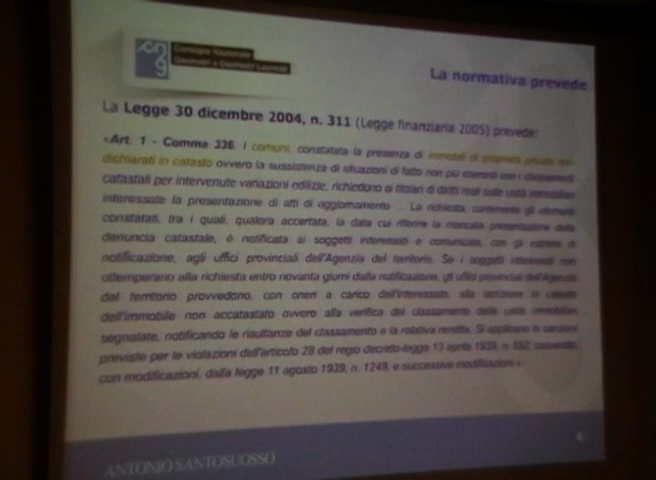 cng
Consiglio Nazionale
Geometri e Geometri Laureati
La normativa prevede
La Legge 30 dicembre 2004, n. 311 (Legge finanziaria 2005) prevede:
«Art. 1 - Comma 336. I comuni, constatata la presenza di immobili di proprietà privata non
dichiarati in catasto ovvero la sussistenza di situazioni di fatto non più coerenti con i classamenti
catastali per intervenute variazioni edilizie, richiedono ai titolari di diritti reali sulle unità immobiliari
interessate la presentazione di atti di aggiornamento ... La richiesta, contenente gli elementi
constatati, tra i quali, qualora accertata, la data cui riferire la mancata presentazione della
denuncia catastale, è notificata ai soggetti interessati e comunicata, con gli estremi di
notificazione, agli uffici provinciali dell'Agenzia del territorio. Se i soggetti interessati non
ottemperano alla richiesta entro novanta giorni dalla notificazione, gli uffici provinciali dell'Agenzia
del territorio provvedono, con oneri a carico dell'interessato, alla iscrizione in catasto
dell'immobile non accatastato ovvero alla verifica del classamento delle unità immobiliari
segnalate, notificando le risultanze del classamento e la relativa rendita. Si applicano le sanzioni
previste per le violazioni dell'articolo 28 del regio decreto-legge 13 aprile 1939, n. 652, convertito,
con modificazioni, dalla legge 11 agosto 1939, n. 1249, e successive modificazioni.»
4
ANTONIO SANTOSUOSSO